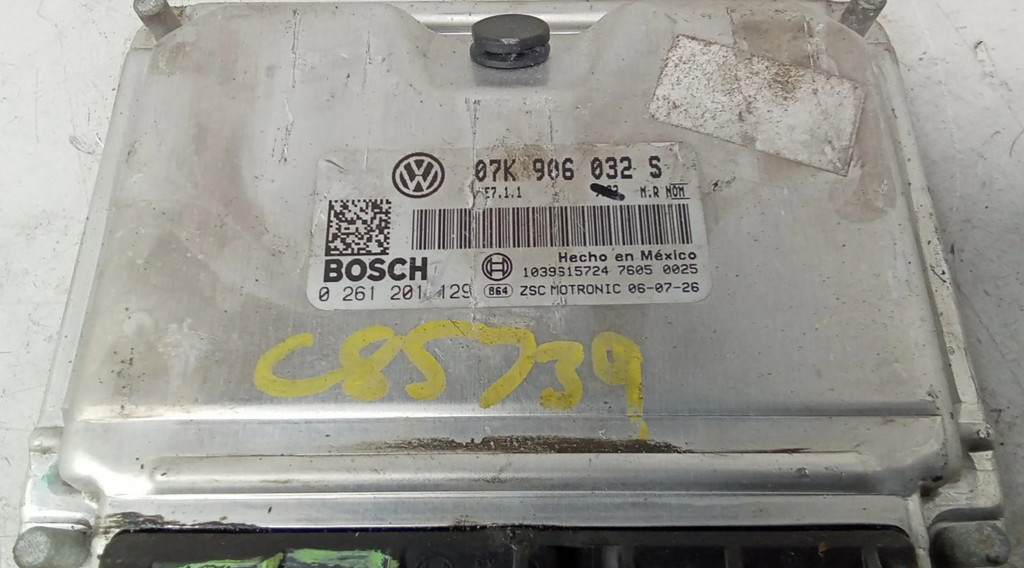 07K 906 032 S
ME7.1.1 M:R NOM
Hecho en México
BOSCH 1039S15724 7605 0025
0 261 201 129 864 ZSC MOTRONIC 06-07-26
C85739